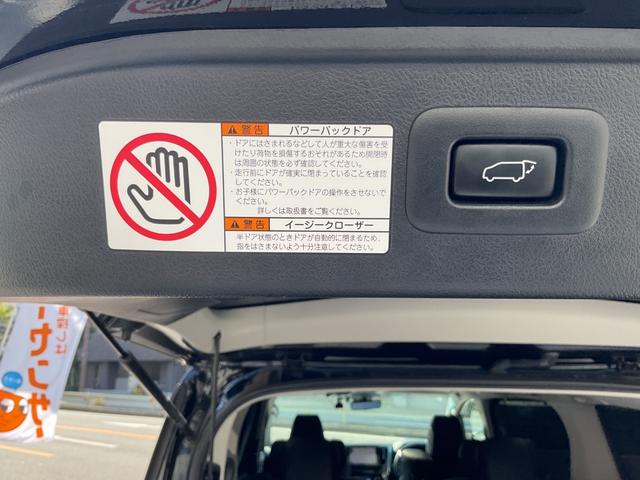 警告 パワーバックドア
・ドアにはさまれるなどして人が重大な傷害を受
けたり荷物を損傷するおそれがあるため開閉時
は周囲の状態を必ず確認してください。
・走行前にドアが確実に閉まっていることを確認
してください。
・お子様にパワーバックドアの操作をさせないで
ください。
詳しくは取扱書をご覧ください。
警告 イージークローザー
半ドア状態のときドアが自動的に閉まるため、
指をはさまないよう十分注意してください。
車探しは
ーセンサー